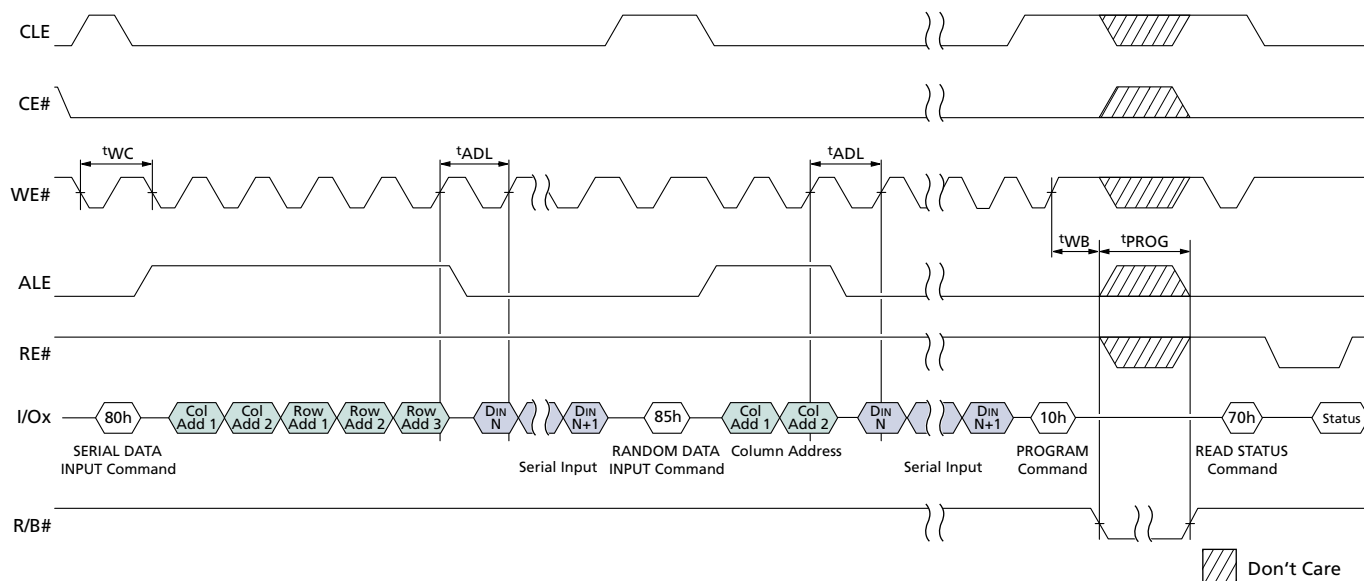 CLE
CE#
tWC
tADL
tADL
WE#
tWB
tPROG
ALE
RE#
I/Ox
80h
Col Add 1
Col Add 2
Row Add 1
Row Add 2
Row Add 3
DIN N
DIN N+1
85h
Col Add 1
Col Add 2
DIN N
DIN N+1
10h
70h
Status
SERIAL DATA
INPUT Command
Serial Input
RANDOM DATA
INPUT Command
Column Address
Serial Input
PROGRAM
Command
READ STATUS
Command
R/B#
Don't Care